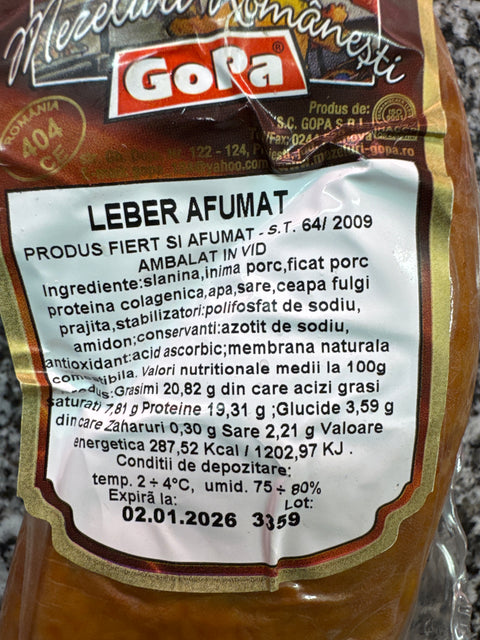 Mezeluri Românești
GoPa®
ROMÂNIA
404
CE
Produs de:
S.C. GOPA S.R.L.
122 - 124,
@yahoo.com
LEBER AFUMAT
PRODUS FIERT SI AFUMAT - S.T. 64/ 2009
AMBALAT IN VID
Ingrediente:slanina,inima porc,ficat porc
proteina colagenica,apa,sare,ceapa fulgi
prajita,stabilizatori:polifosfat de sodiu,
amidon;conservanti:azotit de sodiu,
antioxidant:acid ascorbic;membrana naturala
Valori nutritionale medii la 100g
Grasimi 20,82 g din care acizi grasi
saturati 7,81 g Proteine 19,31 g ;Glucide 3,59 g
din care Zaharuri 0,30 g Sare 2,21 g Valoare
energetica 287,52 Kcal / 1202,97 KJ .
Conditii de depozitare:
temp. 2 ÷ 4°C, umid. 75 ÷ 80%
Expiră la: Lot:
02.01.2026 3359